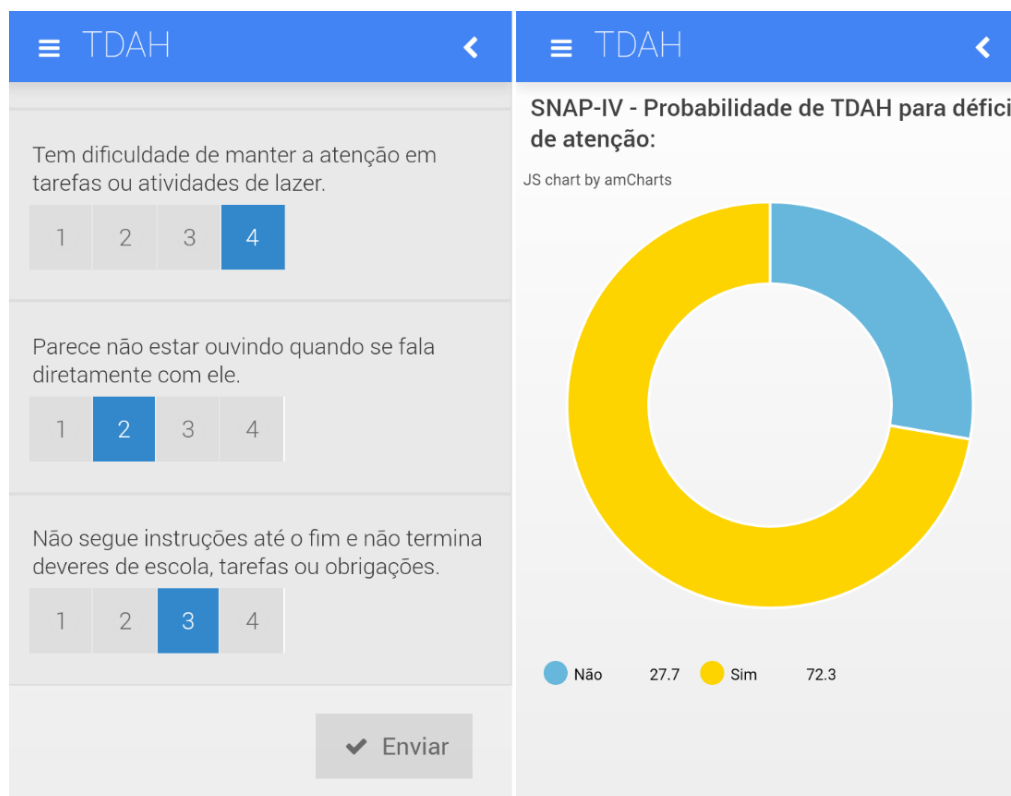 TDAH
Tem dificuldade de manter a atenção em
tarefas ou atividades de lazer.
1 2 3 4
Parece não estar ouvindo quando se fala
diretamente com ele.
1 2 3 4
Não segue instruções até o fim e não termina
deveres de escola, tarefas ou obrigações.
1 2 3 4
Enviar
TDAH
SNAP-IV - Probabilidade de TDAH para défici
de atenção:
JS chart by amCharts
Não 27.7 Sim 72.3